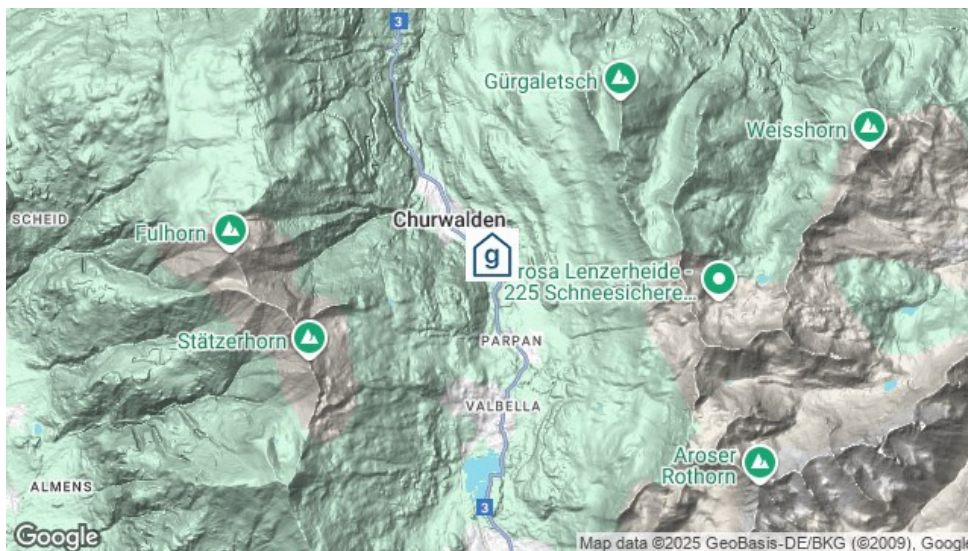 3
Gürgaletsch
Weisshorn
SCHEID
Churwalden
Fulhorn
g
rosa Lenzerheide -
225 Schneesichere...
Stätzerhorn
PARPAN
VALBELLA
Aroser
Rothorn
ALMENS
3
Google
Map data ©2025 GeoBasis-DE/BKG (©2009), Google